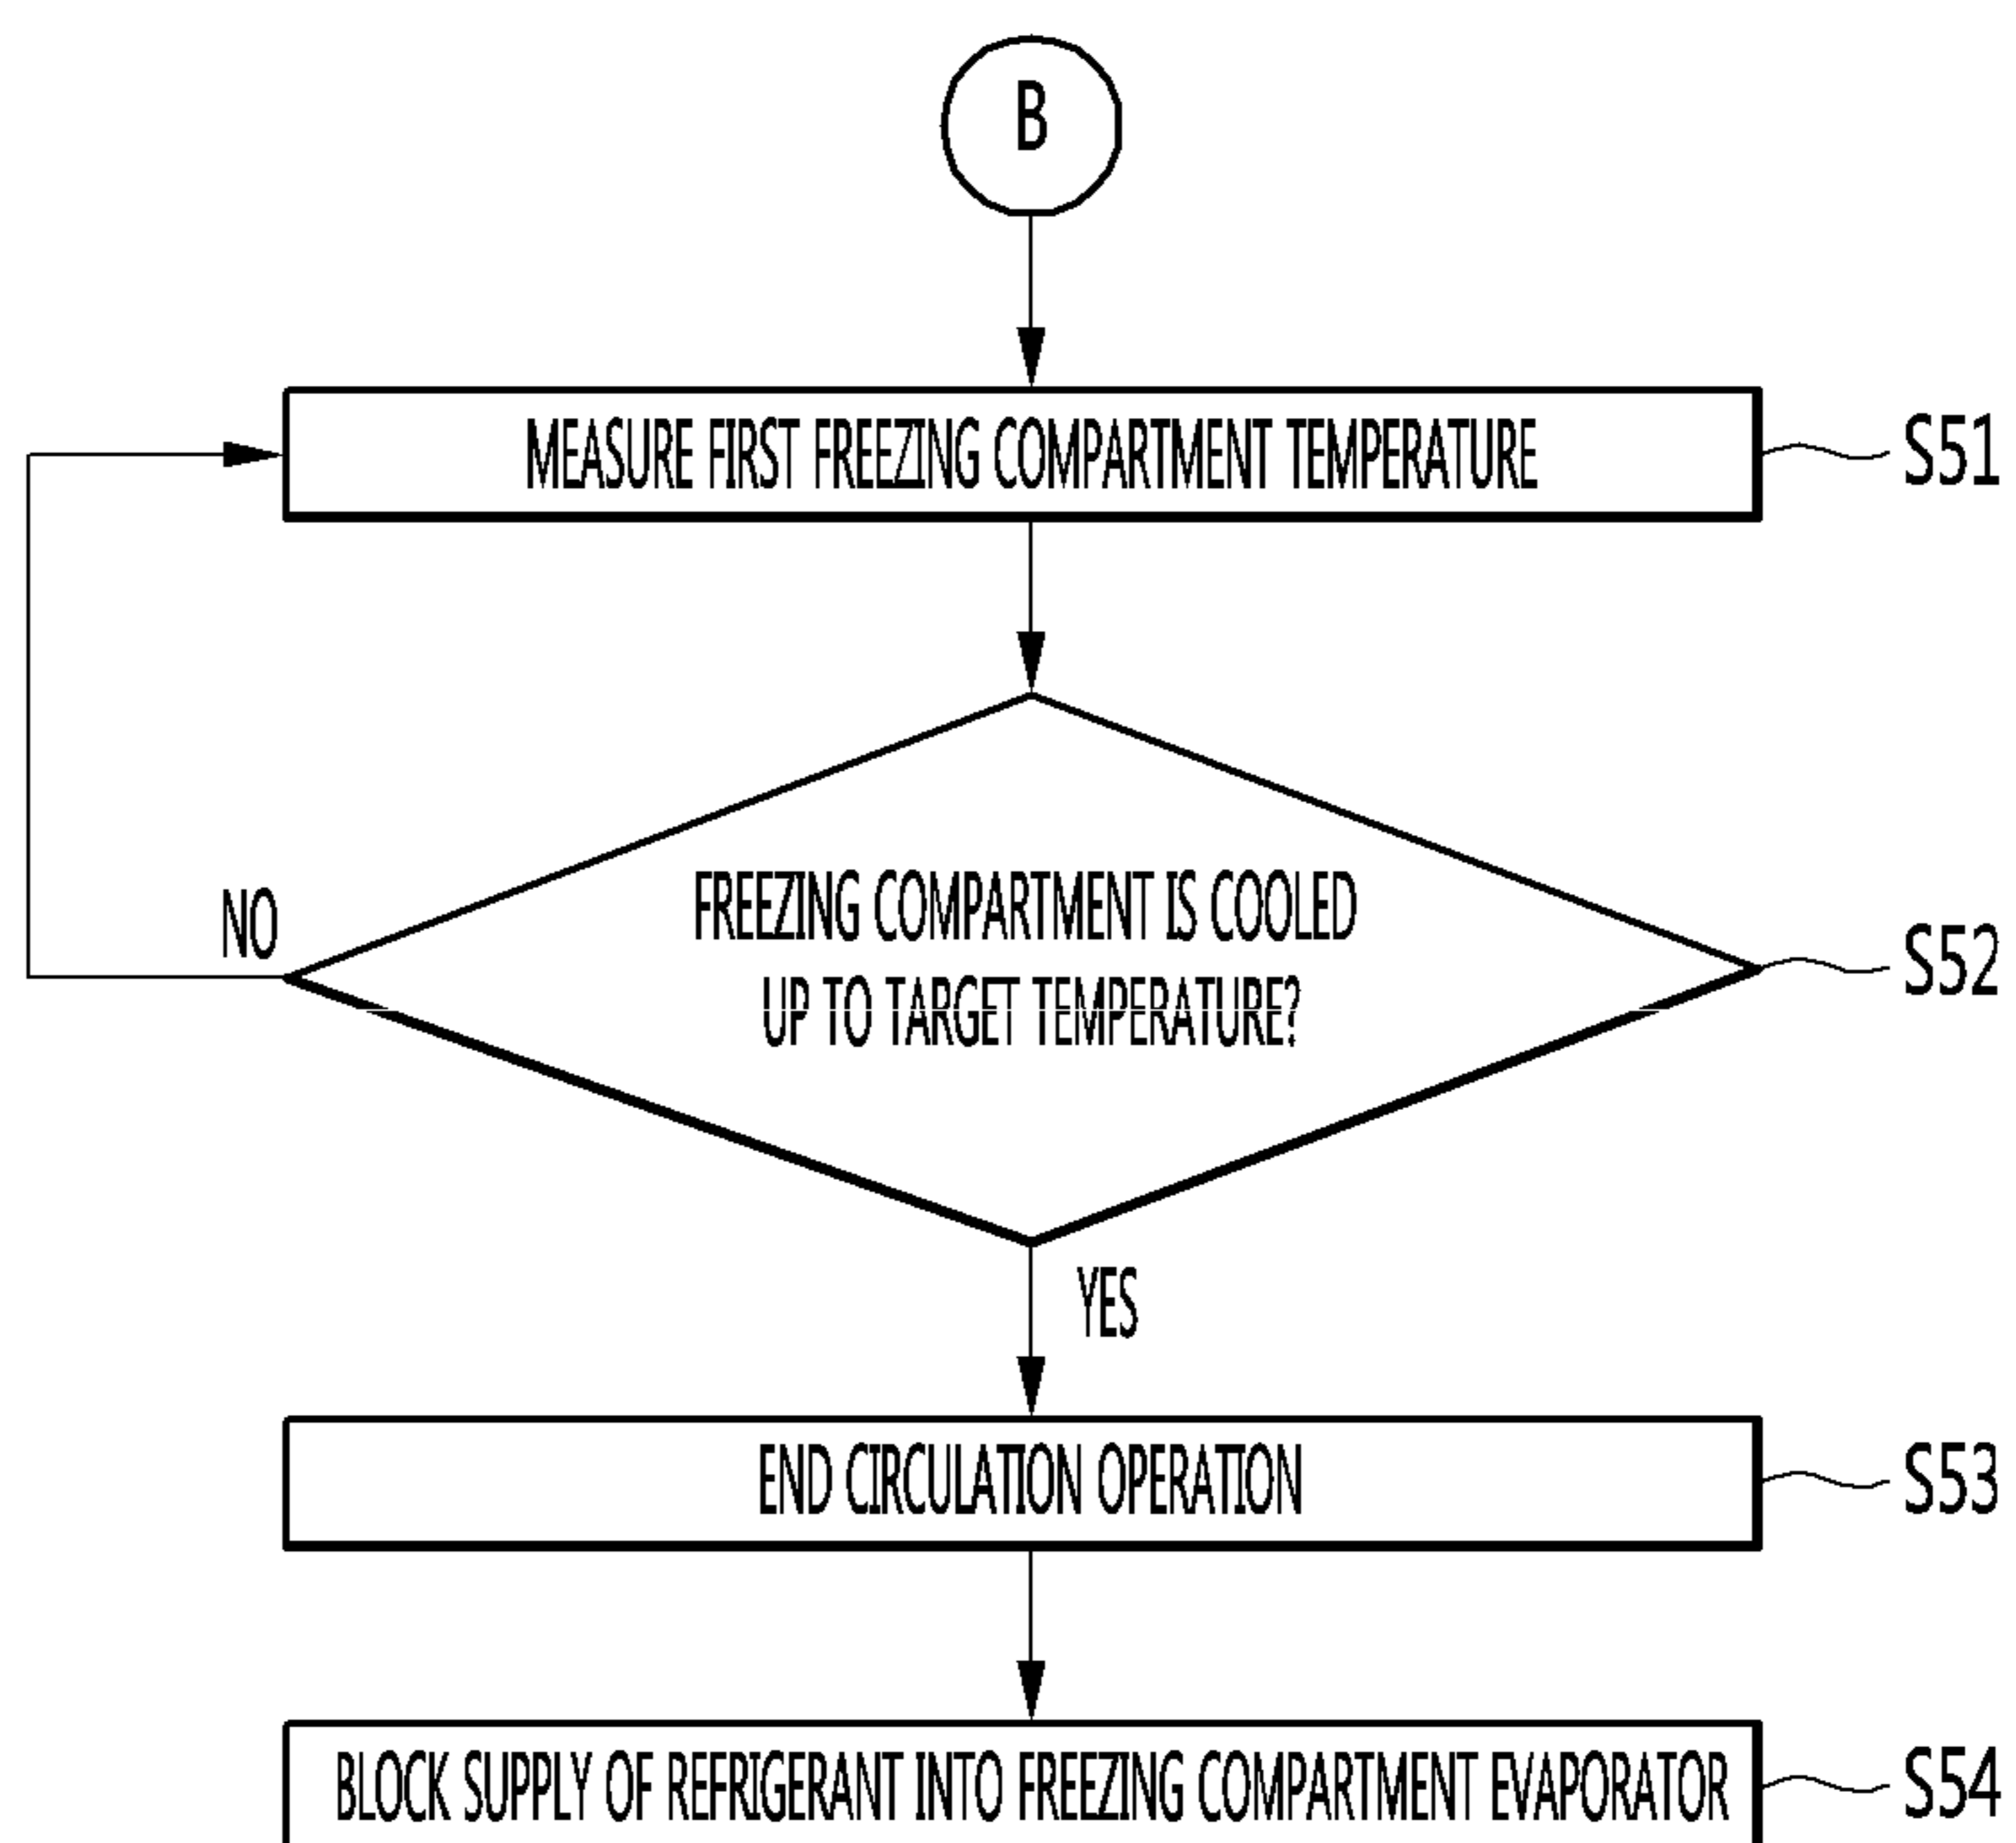 B
MEASURE FIRST FREEZING COMPARTMENT TEMPERATURE
S51
FREEZING COMPARTMENT IS COOLED
UP TO TARGET TEMPERATURE?
S52
NO
YES
END CIRCULATION OPERATION
S53
BLOCK SUPPLY OF REFRIGERANT INTO FREEZING COMPARTMENT EVAPORATOR
S54